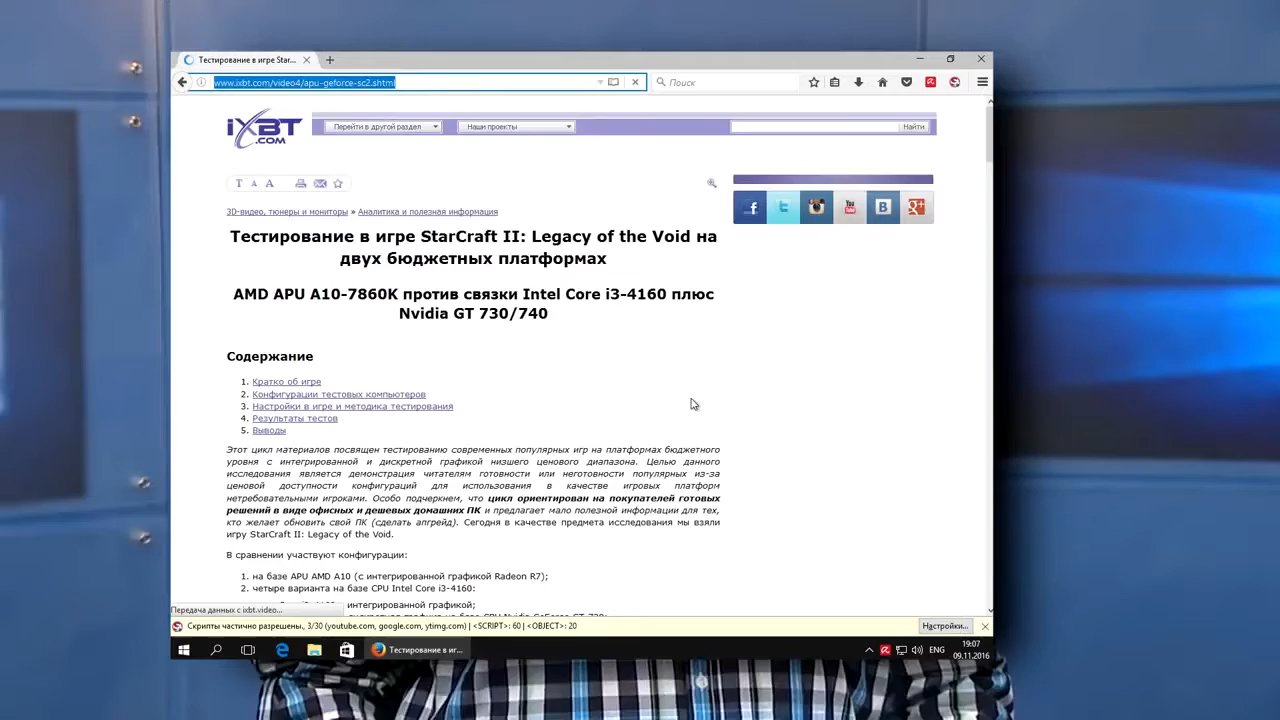 Тестирование в игре Star...
www.ixbt.com/video4/apu-geforce-sc2.shtml
Поиск
iXBT
.COM
Перейти в другой раздел
Наши проекты
Найти
T A A
3D-видео, тюнеры и мониторы » Аналитика и полезная информация
Тестирование в игре StarCraft II: Legacy of the Void на
двух бюджетных платформах
AMD APU A10-7860K против связки Intel Core i3-4160 плюс
Nvidia GT 730/740
Содержание
1. Кратко об игре
2. Конфигурации тестовых компьютеров
3. Настройки в игре и методика тестирования
4. Результаты тестов
5. Выводы
Этот цикл материалов посвящен тестированию современных популярных игр на платформах бюджетного
уровня с интегрированной и дискретной графикой низшего ценового диапазона. Целью данного
исследования является демонстрация читателям готовности или неготовности популярных из-за
ценовой доступности конфигураций для использования в качестве игровых платформ
нетребовательными игроками. Особо подчеркнем, что цикл ориентирован на покупателей готовых
решений в виде офисных и дешевых домашних ПК и предлагает мало полезной информации для тех,
кто желает обновить свой ПК (сделать апгрейд). Сегодня в качестве предмета исследования мы взяли
игру StarCraft II: Legacy of the Void.
В сравнении участвуют конфигурации:
1. на базе APU AMD A10 (с интегрированной графикой Radeon R7);
2. четыре варианта на базе CPU Intel Core i3-4160:
интегрированной графикой;
Передача данных с ixbt.video...
Скрипты частично разрешены, 3/30 (youtube.com, google.com, ytimg.com) | <SCRIPT>: 60 | <OBJECT>: 20
Настройки...
Тестирование в иг...
ENG
19:07
09.11.2016